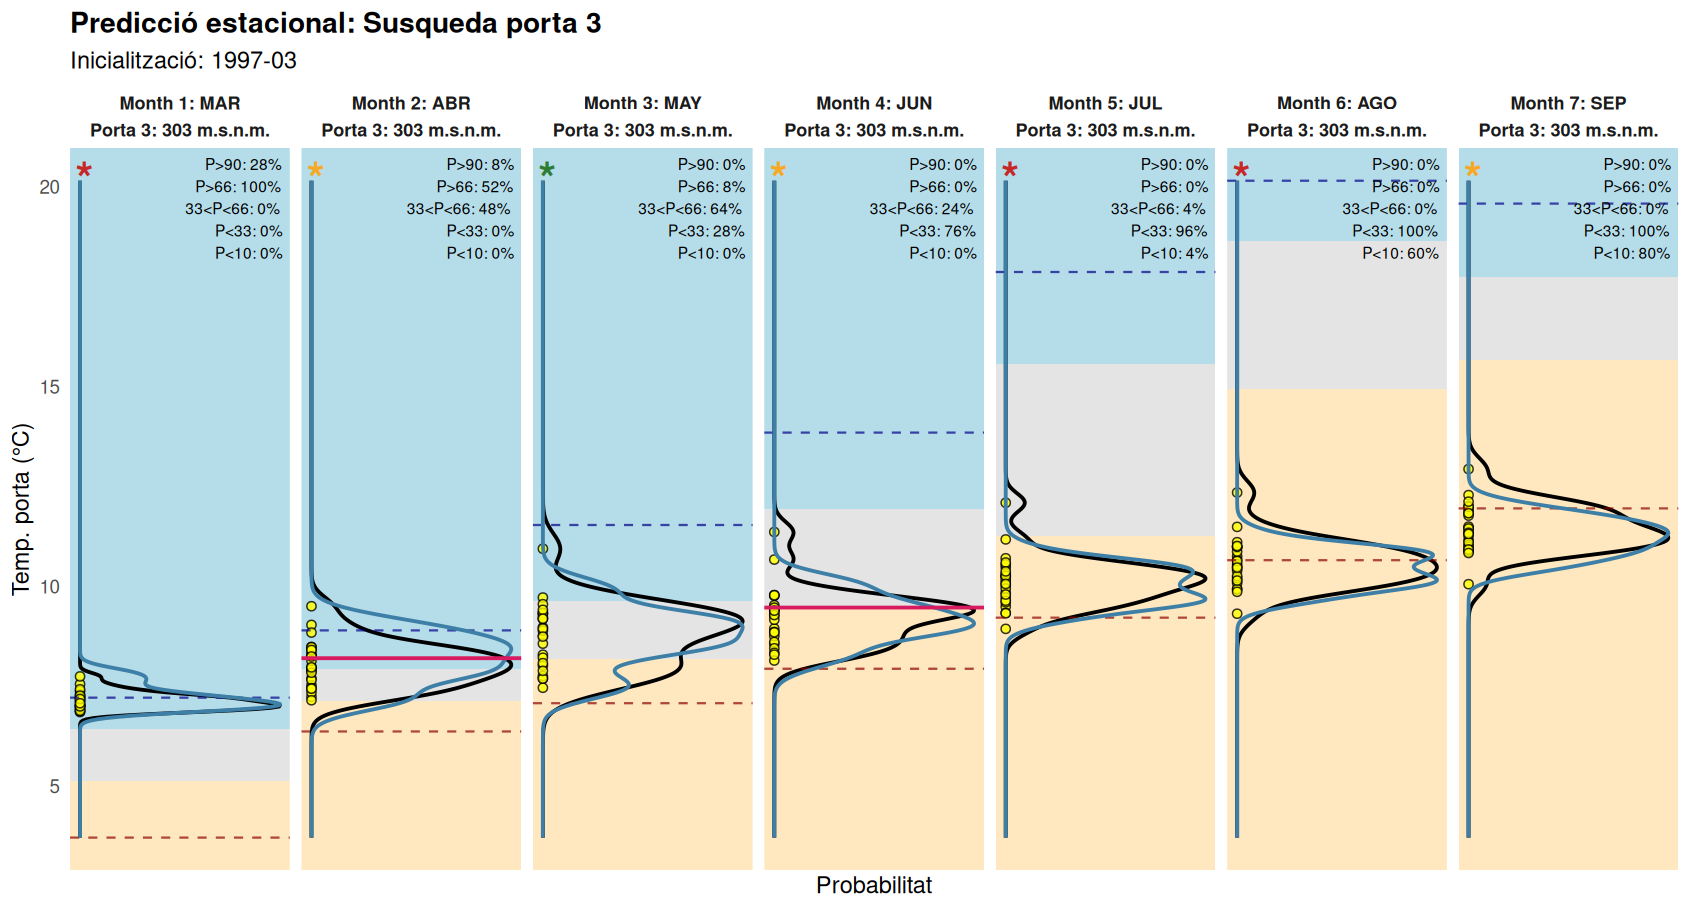 Predicció estacional: Susqueda porta 3
Inicialització: 1997-03
Month 1: MAR
Porta 3: 303 m.s.n.m.
Month 2: ABR
Porta 3: 303 m.s.n.m.
Month 3: MAY
Porta 3: 303 m.s.n.m.
Month 4: JUN
Porta 3: 303 m.s.n.m.
Month 5: JUL
Porta 3: 303 m.s.n.m.
Month 6: AGO
Porta 3: 303 m.s.n.m.
Month 7: SEP
Porta 3: 303 m.s.n.m.
*
P>90: 28%
P>66: 100%
33<P<66: 0%
P<33: 0%
P<10: 0%
*
P>90: 8%
P>66: 52%
33<P<66: 48%
P<33: 0%
P<10: 0%
*
P>90: 0%
P>66: 8%
33<P<66: 64%
P<33: 28%
P<10: 0%
*
P>90: 0%
P>66: 0%
33<P<66: 24%
P<33: 76%
P<10: 0%
*
P>90: 0%
P>66: 0%
33<P<66: 4%
P<33: 96%
P<10: 4%
*
P>90: 0%
P>66: 0%
33<P<66: 0%
P<33: 100%
P<10: 60%
*
P>90: 0%
P>66: 0%
33<P<66: 0%
P<33: 100%
P<10: 80%
20
15
10
5
Temp. porta (°C)
Probabilitat